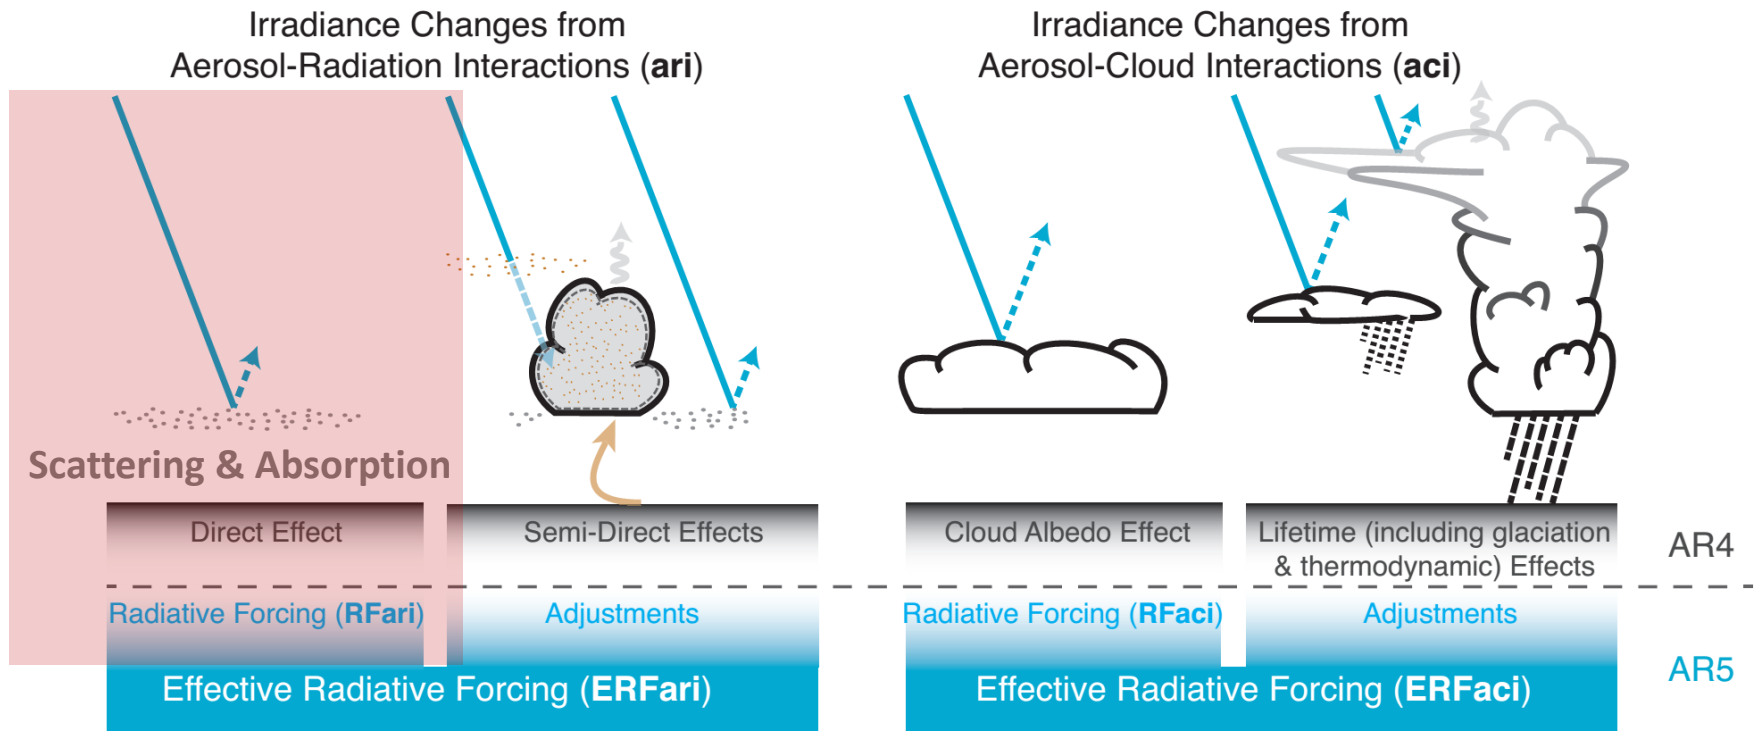 Irradiance Changes from
Aerosol-Radiation Interactions (ari)
Irradiance Changes from
Aerosol-Cloud Interactions (aci)
Scattering & Absorption
Direct Effect
Semi-Direct Effects
Cloud Albedo Effect
Lifetime (including glaciation
& thermodynamic) Effects
AR4
Radiative Forcing (RFari)
Adjustments
Radiative Forcing (RFaci)
Adjustments
AR5
Effective Radiative Forcing (ERFari)
Effective Radiative Forcing (ERFaci)